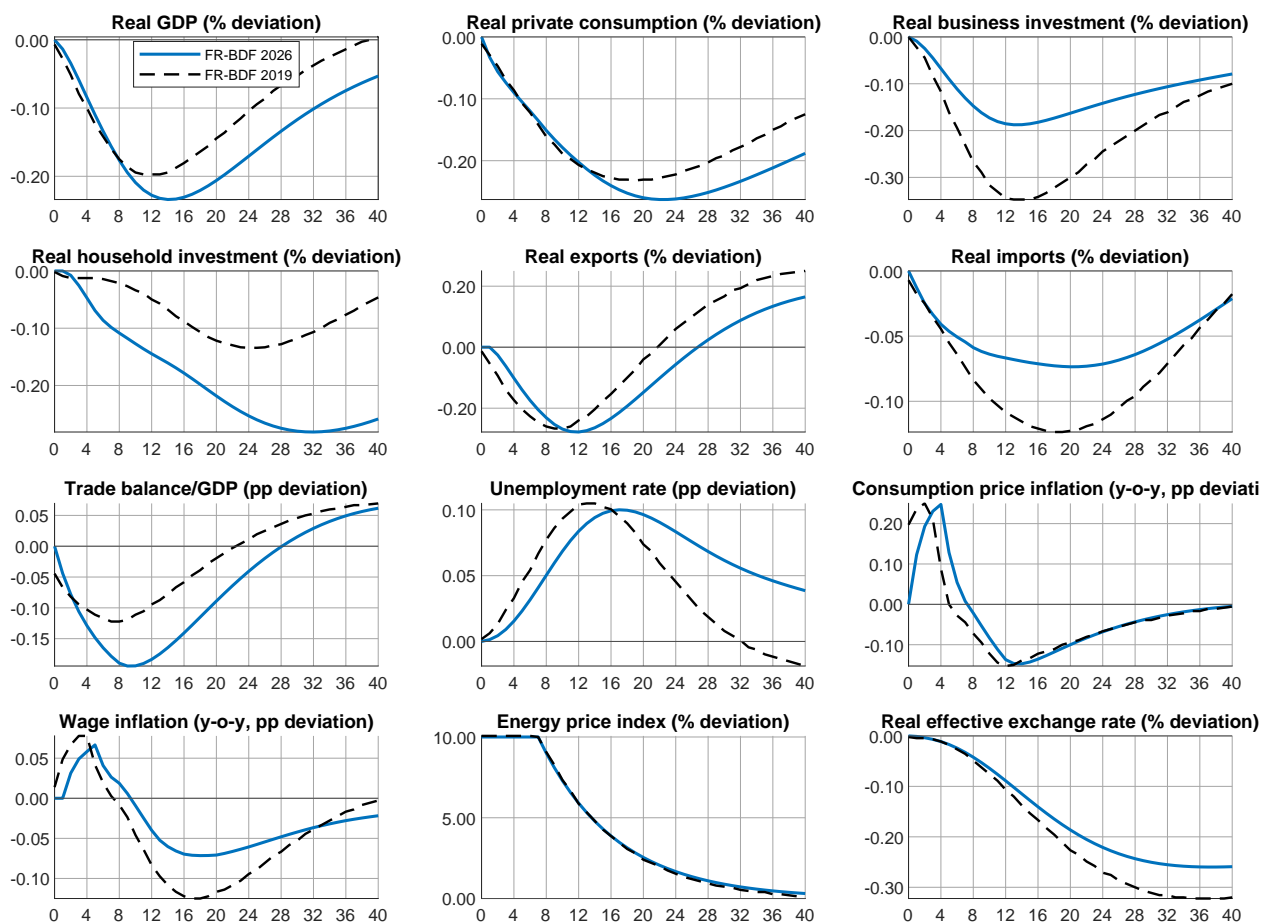 Real GDP (% deviation)
0.00
-0.10
-0.20
FR-BDF 2026
FR-BDF 2019
0 4 8 12 16 20 24 28 32 36 40
Real private consumption (% deviation)
0.00
-0.10
-0.20
0 4 8 12 16 20 24 28 32 36 40
Real business investment (% deviation)
0.00
-0.10
-0.20
-0.30
0 4 8 12 16 20 24 28 32 36 40
Real household investment (% deviation)
0.00
-0.10
-0.20
0 4 8 12 16 20 24 28 32 36 40
Real exports (% deviation)
0.20
0.00
-0.20
0 4 8 12 16 20 24 28 32 36 40
Real imports (% deviation)
0.00
-0.05
-0.10
0 4 8 12 16 20 24 28 32 36 40
Trade balance/GDP (pp deviation)
0.05
0.00
-0.05
-0.10
-0.15
0 4 8 12 16 20 24 28 32 36 40
Unemployment rate (pp deviation)
0.10
0.05
0.00
0 4 8 12 16 20 24 28 32 36 40
Consumption price inflation (y-o-y, pp deviati
0.20
0.00
-0.10
0 4 8 12 16 20 24 28 32 36 40
Wage inflation (y-o-y, pp deviation)
0.05
0.00
-0.05
-0.10
0 4 8 12 16 20 24 28 32 36 40
Energy price index (% deviation)
10.00
5.00
0.00
0 4 8 12 16 20 24 28 32 36 40
Real effective exchange rate (% deviation)
0.00
-0.10
-0.20
-0.30
0 4 8 12 16 20 24 28 32 36 40